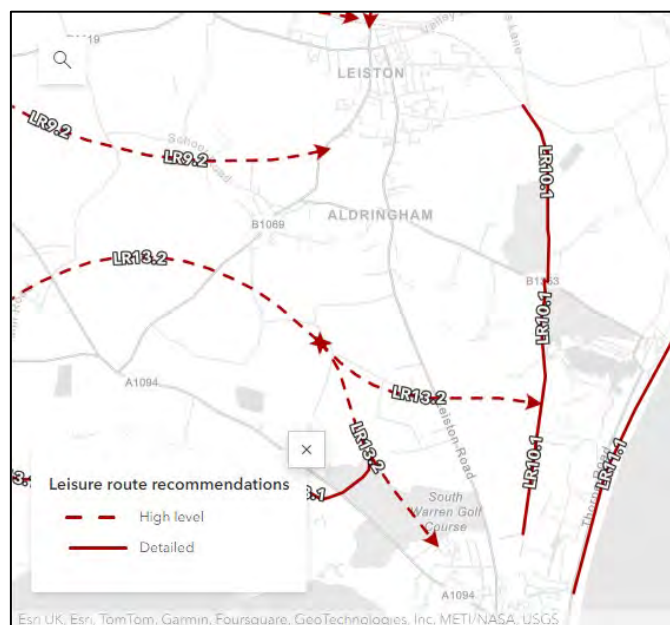 Valley
Lane
LEISTON
LR9.2
School Road
LR9.2
LR10.1
ALDRINGHAM
B1069
LR13.2
LR10.1
A1094
LR13.2
Leiston Road
LR13.2
LR10.1
LR11.1
Leisure route recommendations
High level
Detailed
South
Warren Golf
Course
A1094
Esri UK, Esri, TomTom, Garmin, Foursquare, GeoTechnologies, Inc, METI/NASA, USGS